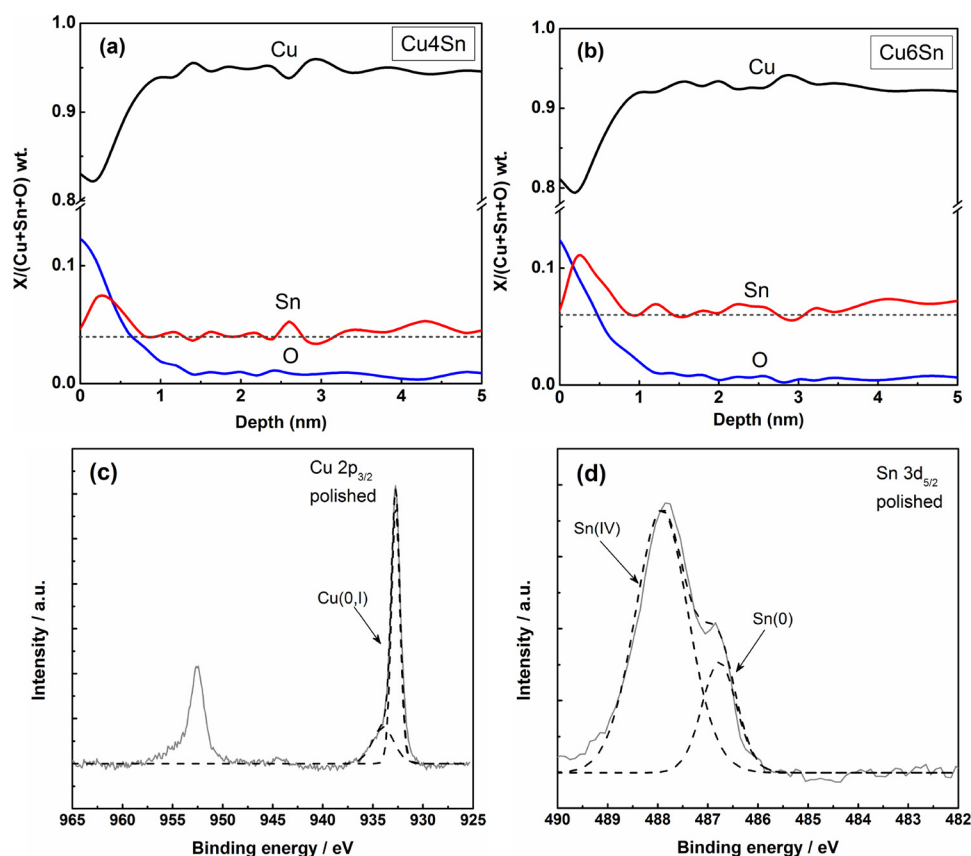 (a)
Cu4Sn
Cu
Sn
O
X/(Cu+Sn+O) wt.
1.0
0.9
0.8
0.1
0.0
0 1 2 3 4 5
Depth (nm)
(b)
Cu6Sn
Cu
Sn
O
X/(Cu+Sn+O) wt.
1.0
0.9
0.8
0.1
0.0
0 1 2 3 4 5
Depth (nm)
(c)
Cu 2p3/2
polished
Cu(0,I)
Intensity / a.u.
965 960 955 950 945 940 935 930 925
Binding energy / eV
(d)
Sn 3d5/2
polished
Sn(IV)
Sn(0)
Intensity / a.u.
490 489 488 487 486 485 484 483 482
Binding energy / eV